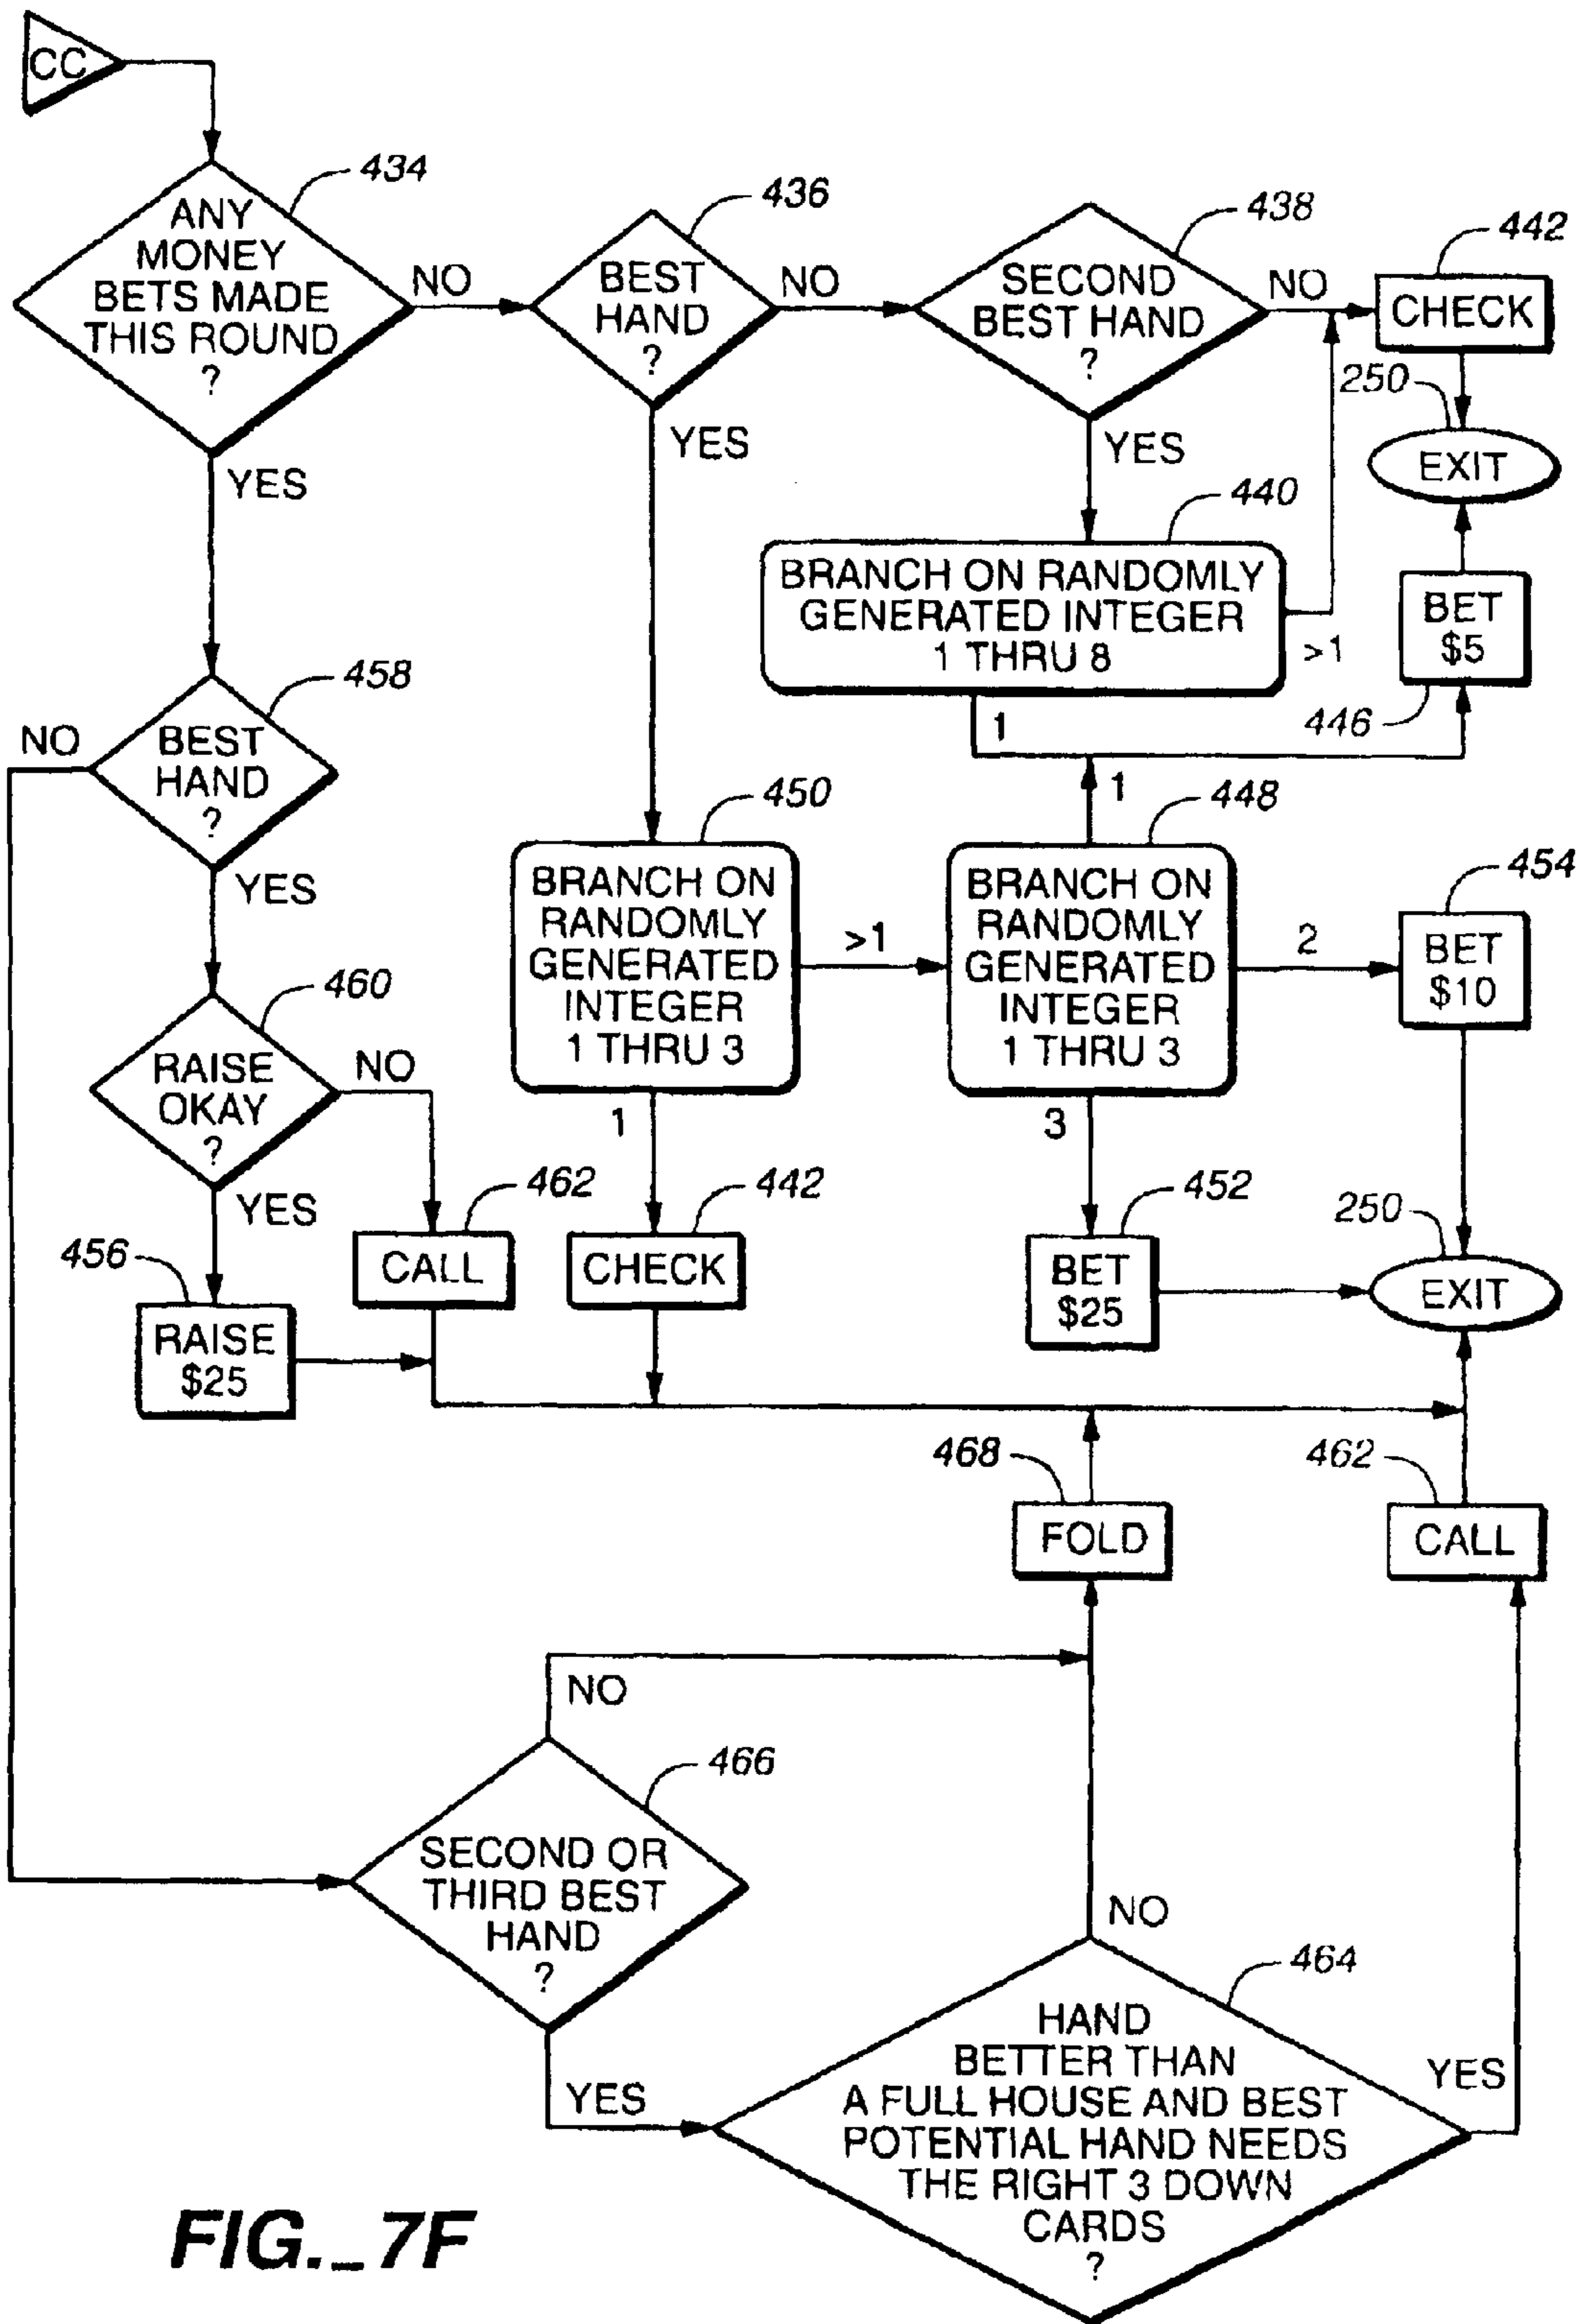 CC
434
ANY
MONEY
BETS MADE
THIS ROUND
?
NO
YES
436
BEST
HAND
?
NO
YES
438
SECOND
BEST HAND
?
NO
YES
442
CHECK
250
EXIT
440
BRANCH ON RANDOMLY
GENERATED INTEGER
1 THRU 8
>1
1
BET
$5
446
458
NO
BEST
HAND
?
YES
450
BRANCH ON
RANDOMLY
GENERATED
INTEGER
1 THRU 3
>1
1
1
448
BRANCH ON
RANDOMLY
GENERATED
INTEGER
1 THRU 3
2
3
454
BET
$10
460
RAISE
OKAY
?
NO
YES
462
CALL
442
CHECK
452
BET
$25
250
EXIT
456
RAISE
$25
468
FOLD
462
CALL
NO
466
SECOND OR
THIRD BEST
HAND
?
YES
NO
464
HAND
BETTER THAN
A FULL HOUSE AND BEST
POTENTIAL HAND NEEDS
THE RIGHT 3 DOWN
CARDS
?
YES
FIG._7F